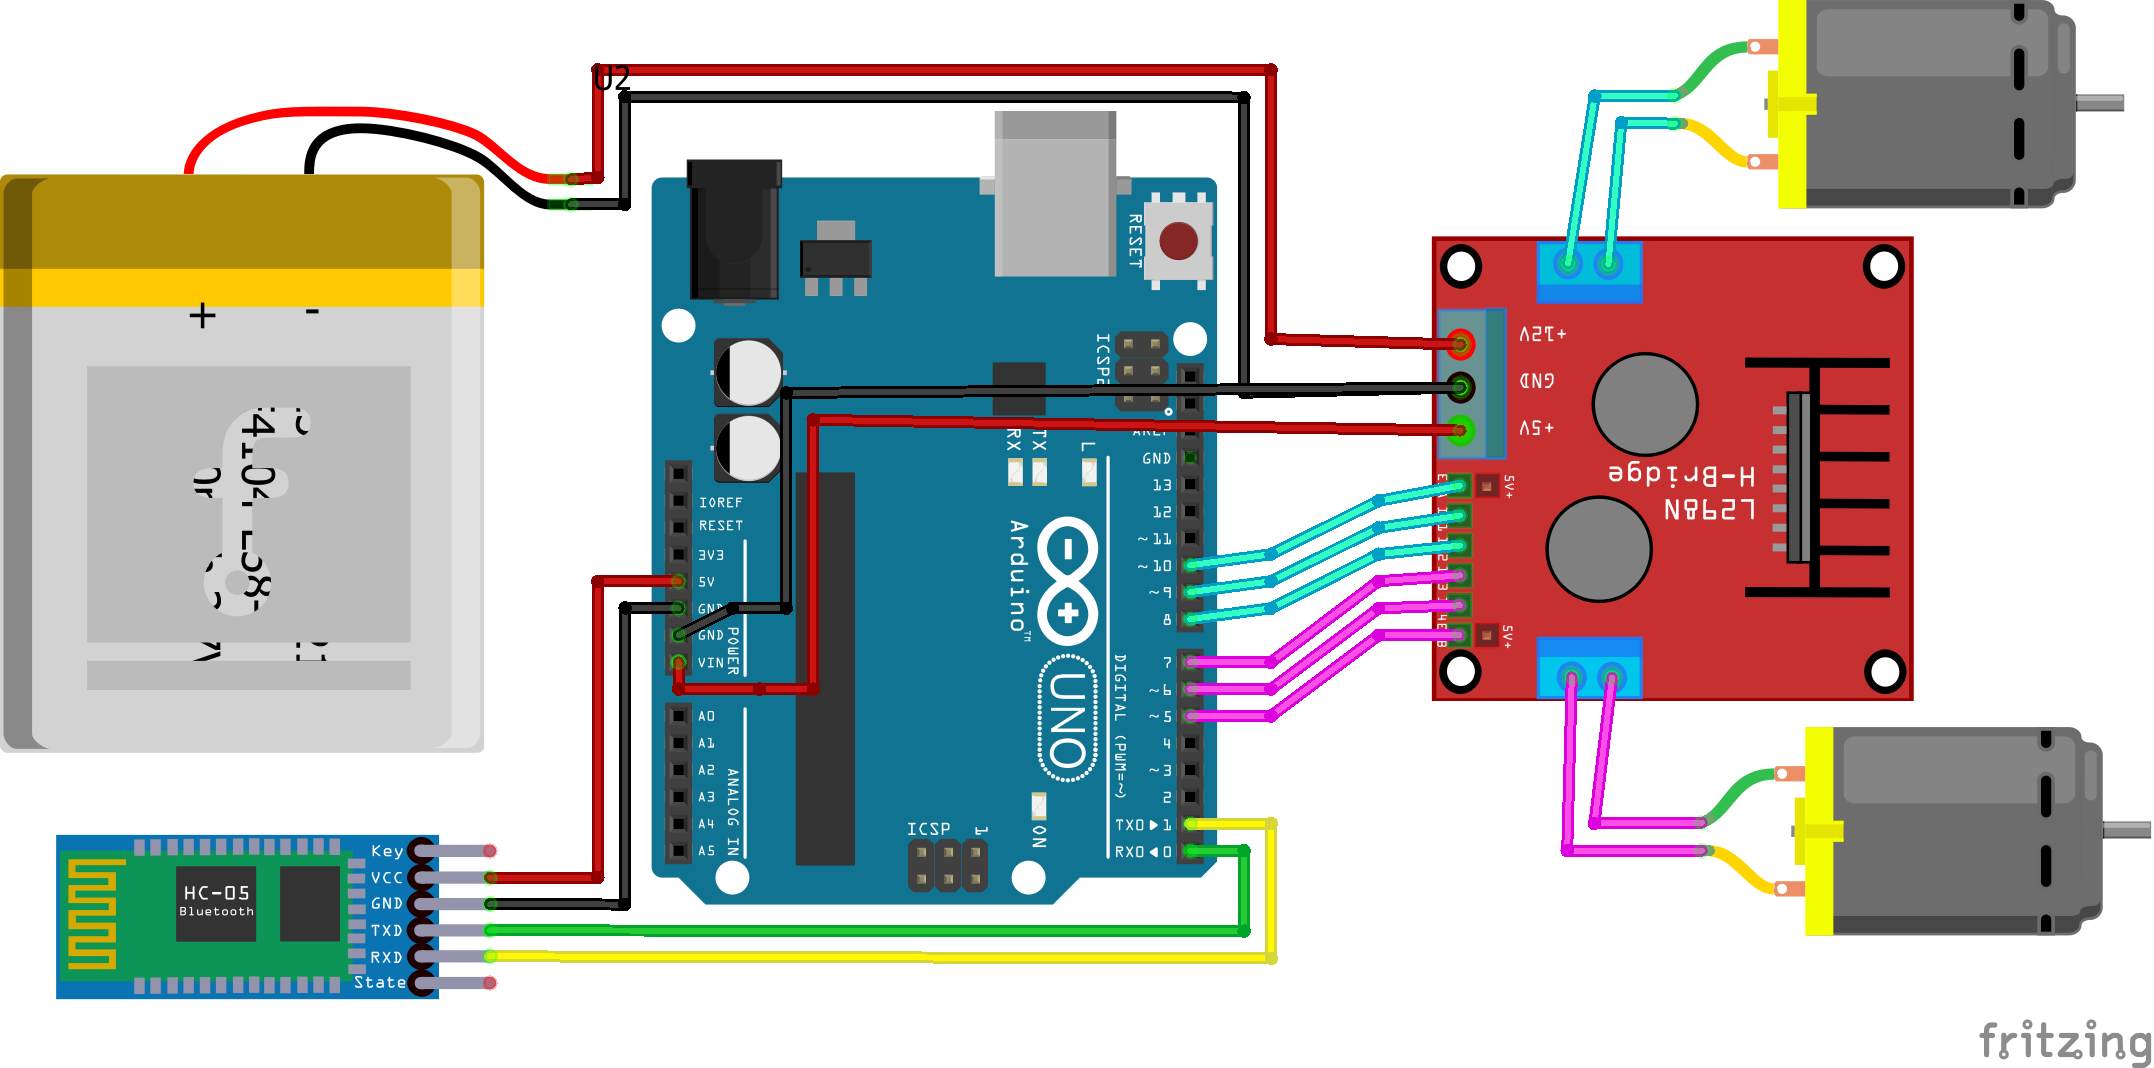 U2
+
-
RESET
ICSP2
+12V
GND
+5V
H-Bridge
L298N
5V+
5V+
RX
TX
L
AREF
GND
13
12
~11
~10
~9
8
7
~6
~5
4
~3
2
TX0▶1
RX0◀0
IOREF
RESET
3V3
5V
GND
GND
VIN
POWER
A0
A1
A2
A3
A4
A5
ANALOG IN
Arduino™
UNO
DIGITAL (PWM=~)
ICSP
1
ON
HC-05
Bluetooth
Key
VCC
GND
TXD
RXD
State
fritzing